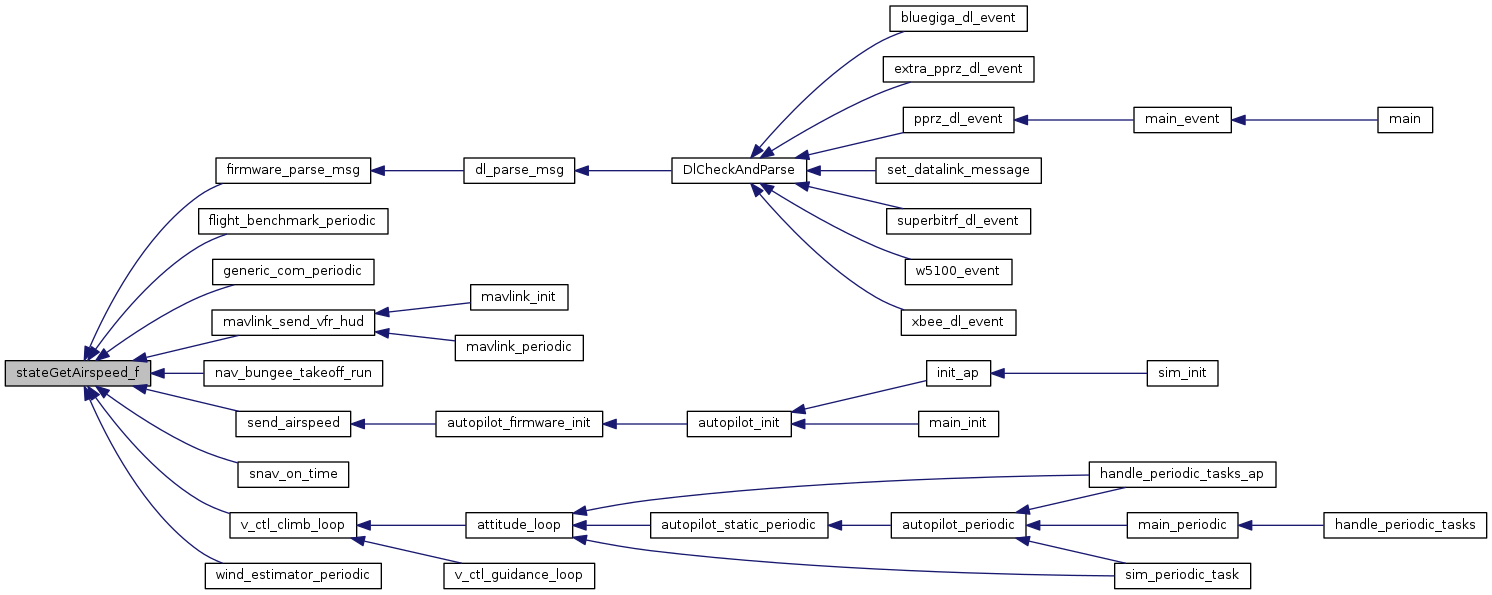 bluegiga_dl_event
extra_pprz_dl_event
pprz_dl_event
main_event
main
firmware_parse_msg
dl_parse_msg
DlCheckAndParse
set_datalink_message
flight_benchmark_periodic
superbitrf_dl_event
generic_com_periodic
w5100_event
mavlink_init
mavlink_send_vfr_hud
xbee_dl_event
mavlink_periodic
stateGetAirspeed_f
nav_bungee_takeoff_run
init_ap
sim_init
send_airspeed
autopilot_firmware_init
autopilot_init
main_init
snav_on_time
handle_periodic_tasks_ap
v_ctl_climb_loop
attitude_loop
autopilot_static_periodic
autopilot_periodic
main_periodic
handle_periodic_tasks
wind_estimator_periodic
v_ctl_guidance_loop
sim_periodic_task